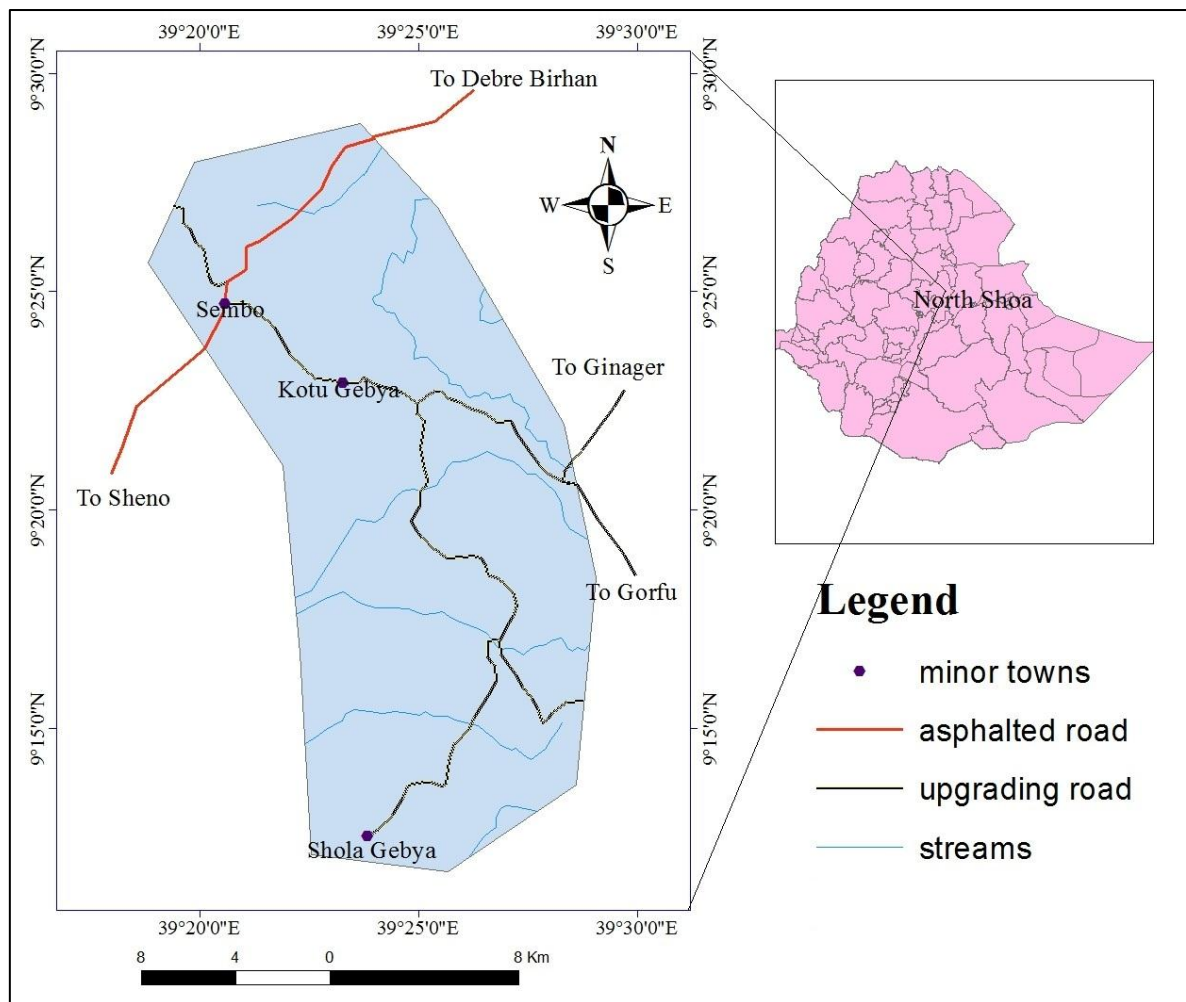 39°20'0"E 39°25'0"E 39°30'0"E
9°30'0"N 9°30'0"N
To Debre Birhan
N
W E
S
9°25'0"N 9°25'0"N
Sembo
North Shoa
To Ginager
Kotu Gebya
To Sheno
9°20'0"N 9°20'0"N
To Gorfu
Legend
minor towns
9°15'0"N 9°15'0"N
asphalted road
upgrading road
Shola Gebya
streams
39°20'0"E 39°25'0"E 39°30'0"E
8 4 0 8 Km